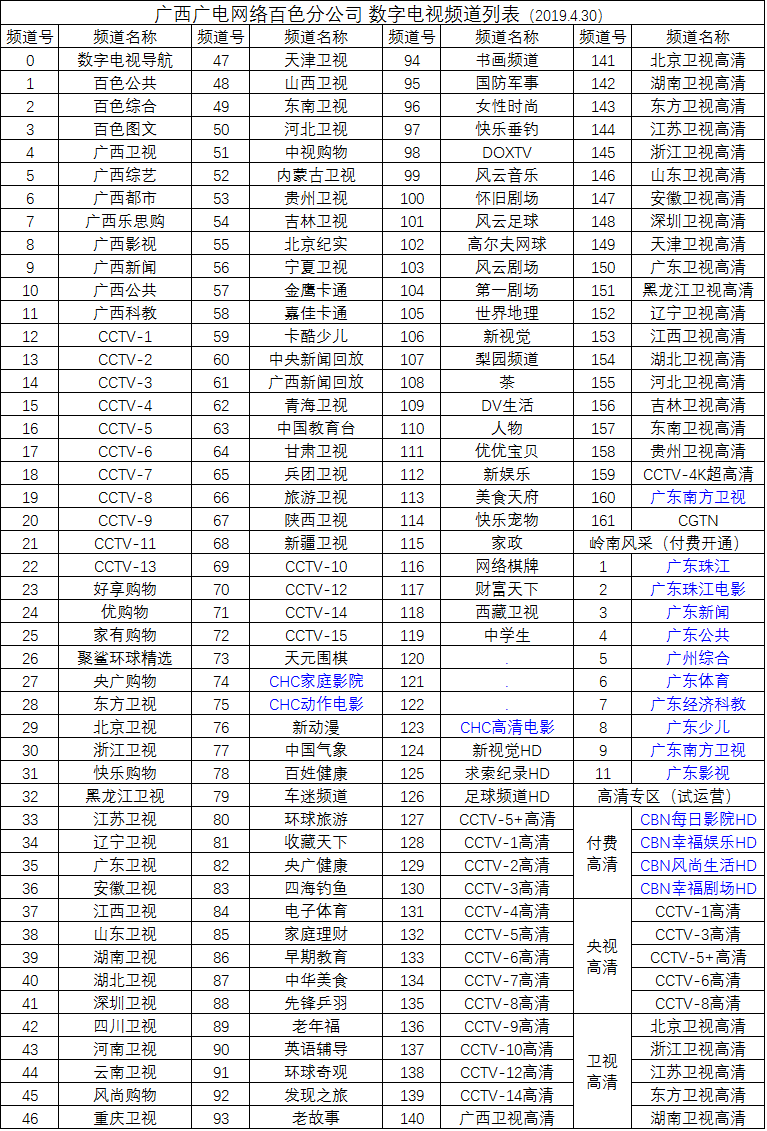 广西广电网络百色分公司 数字电视频道列表（2019.4.30）
频道号 频道名称 频道号 频道名称 频道号 频道名称 频道号 频道名称
0 数字电视导航 47 天津卫视 94 书画频道 141 北京卫视高清
1 百色公共 48 山西卫视 95 国防军事 142 湖南卫视高清
2 百色综合 49 东南卫视 96 女性时尚 143 东方卫视高清
3 百色图文 50 河北卫视 97 快乐垂钓 144 江苏卫视高清
4 广西卫视 51 中视购物 98 DOXTV 145 浙江卫视高清
5 广西综艺 52 内蒙古卫视 99 风云音乐 146 山东卫视高清
6 广西都市 53 贵州卫视 100 怀旧剧场 147 安徽卫视高清
7 广西乐思购 54 吉林卫视 101 风云足球 148 深圳卫视高清
8 广西影视 55 北京纪实 102 高尔夫网球 149 天津卫视高清
9 广西新闻 56 宁夏卫视 103 风云剧场 150 广东卫视高清
10 广西公共 57 金鹰卡通 104 第一剧场 151 黑龙江卫视高清
11 广西科教 58 嘉佳卡通 105 世界地理 152 辽宁卫视高清
12 CCTV-1 59 卡酷少儿 106 新视觉 153 江西卫视高清
13 CCTV-2 60 中央新闻回放 107 梨园频道 154 湖北卫视高清
14 CCTV-3 61 广西新闻回放 108 茶 155 河北卫视高清
15 CCTV-4 62 青海卫视 109 DV生活 156 吉林卫视高清
16 CCTV-5 63 中国教育台 110 人物 157 东南卫视高清
17 CCTV-6 64 甘肃卫视 111 优优宝贝 158 贵州卫视高清
18 CCTV-7 65 兵团卫视 112 新娱乐 159 CCTV-4K超高清
19 CCTV-8 66 旅游卫视 113 美食天府 160 广东南方卫视
20 CCTV-9 67 陕西卫视 114 快乐宠物 161 CGTN
21 CCTV-11 68 新疆卫视 115 家政 岭南风采（付费开通）
22 CCTV-13 69 CCTV-10 116 网络棋牌 1 广东珠江
23 好享购物 70 CCTV-12 117 财富天下 2 广东珠江电影
24 优购物 71 CCTV-14 118 西藏卫视 3 广东新闻
25 家有购物 72 CCTV-15 119 中学生 4 广东公共
26 聚鲨环球精选 73 天元围棋 120 . 5 广州综合
27 央广购物 74 CHC家庭影院 121 . 6 广东体育
28 东方卫视 75 CHC动作电影 122 . 7 广东经济科教
29 北京卫视 76 新动漫 123 CHC高清电影 8 广东少儿
30 浙江卫视 77 中国气象 124 新视觉HD 9 广东南方卫视
31 快乐购物 78 百姓健康 125 求索纪录HD 11 广东影视
32 黑龙江卫视 79 车迷频道 126 足球频道HD 高清专区（试运营）
33 江苏卫视 80 环球旅游 127 CCTV-5+高清 付费高清 CBN每日影院HD
34 辽宁卫视 81 收藏天下 128 CCTV-1高清 CBN幸福娱乐HD
35 广东卫视 82 央广健康 129 CCTV-2高清 CBN风尚生活HD
36 安徽卫视 83 四海钓鱼 130 CCTV-3高清 CBN幸福剧场HD
37 江西卫视 84 电子体育 131 CCTV-4高清 央视高清 CCTV-1高清
38 山东卫视 85 家庭理财 132 CCTV-5高清 CCTV-3高清
39 湖南卫视 86 早期教育 133 CCTV-6高清 CCTV-5+高清
40 湖北卫视 87 中华美食 134 CCTV-7高清 CCTV-6高清
41 深圳卫视 88 先锋乒羽 135 CCTV-8高清 CCTV-8高清
42 四川卫视 89 老年福 136 CCTV-9高清 卫视高清 北京卫视高清
43 河南卫视 90 英语辅导 137 CCTV-10高清 浙江卫视高清
44 云南卫视 91 环球奇观 138 CCTV-12高清 江苏卫视高清
45 风尚购物 92 发现之旅 139 CCTV-14高清 东方卫视高清
46 重庆卫视 93 老故事 140 广西卫视高清 湖南卫视高清